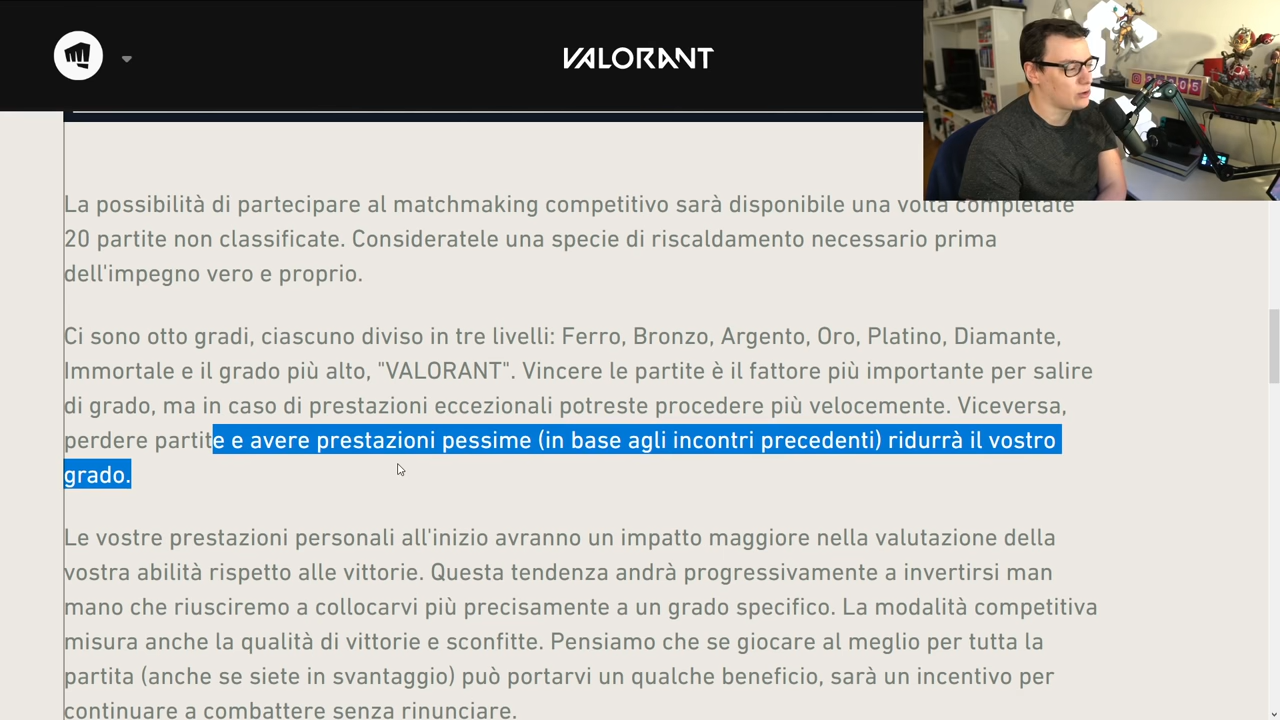 VALORANT
La possibilità di partecipare al matchmaking competitivo sarà disponibile una volta completate
20 partite non classificate. Consideratele una specie di riscaldamento necessario prima
dell'impegno vero e proprio.
Ci sono otto gradi, ciascuno diviso in tre livelli: Ferro, Bronzo, Argento, Oro, Platino, Diamante,
Immortale e il grado più alto, "VALORANT". Vincere le partite è il fattore più importante per salire
di grado, ma in caso di prestazioni eccezionali potreste procedere più velocemente. Viceversa,
perdere partite e avere prestazioni pessime (in base agli incontri precedenti) ridurrà il vostro
grado.
Le vostre prestazioni personali all'inizio avranno un impatto maggiore nella valutazione della
vostra abilità rispetto alle vittorie. Questa tendenza andrà progressivamente a invertirsi man
mano che riusciremo a collocarvi più precisamente a un grado specifico. La modalità competitiva
misura anche la qualità di vittorie e sconfitte. Pensiamo che se giocare al meglio per tutta la
partita (anche se siete in svantaggio) può portarvi un qualche beneficio, sarà un incentivo per
continuare a combattere senza rinunciare.